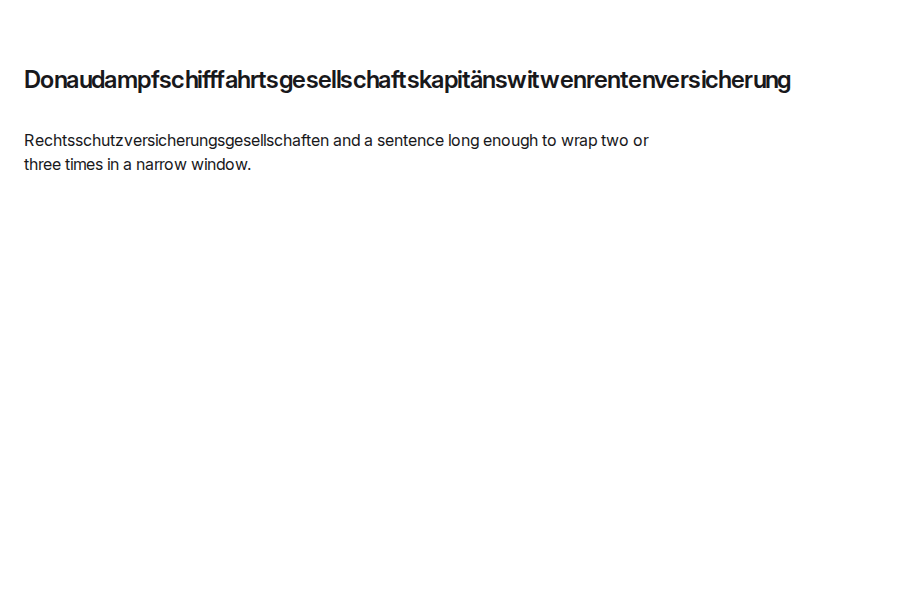 Donaudampfschifffahrtsgesellschaftskapitänswitwenrentenversicherung
Rechtsschutzversicherungsgesellschaften and a sentence long enough to wrap two or
three times in a narrow window.